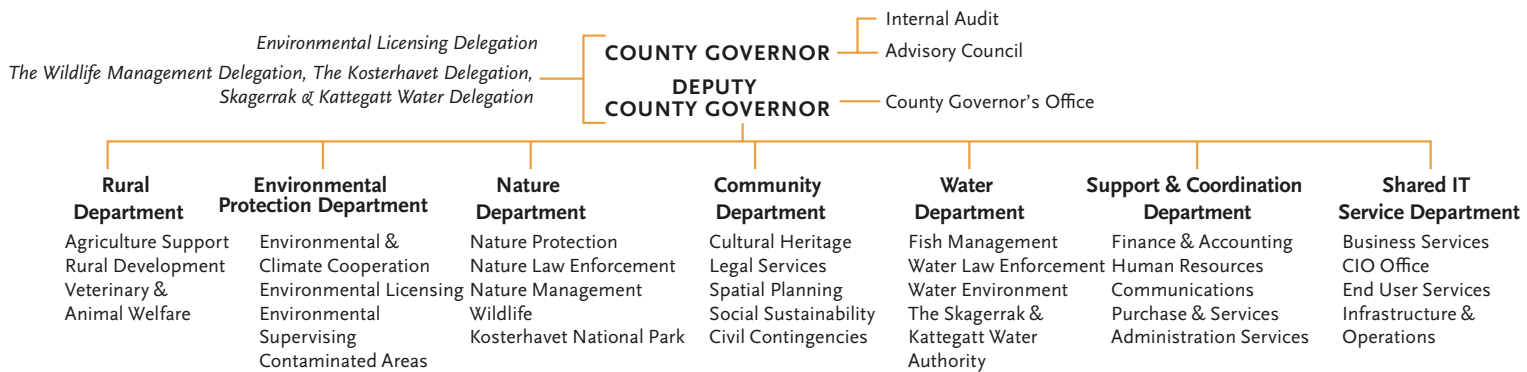 Environmental Licensing Delegation
The Wildlife Management Delegation, The Kosterhavet Delegation,
Skagerrak & Kattegatt Water Delegation
COUNTY GOVERNOR
DEPUTY
COUNTY GOVERNOR
Internal Audit
Advisory Council
County Governor’s Office
Rural
Department
Agriculture Support
Rural Development
Veterinary &
Animal Welfare
Environmental
Protection Department
Environmental &
Climate Cooperation
Environmental Licensing
Environmental
Supervising
Contaminated Areas
Nature
Department
Nature Protection
Nature Law Enforcement
Nature Management
Wildlife
Kosterhavet National Park
Community
Department
Cultural Heritage
Legal Services
Spatial Planning
Social Sustainability
Civil Contingencies
Water
Department
Fish Management
Water Law Enforcement
Water Environment
The Skagerrak &
Kattegatt Water
Authority
Support & Coordination
Department
Finance & Accounting
Human Resources
Communications
Purchase & Services
Administration Services
Shared IT
Service Department
Business Services
CIO Office
End User Services
Infrastructure &
Operations